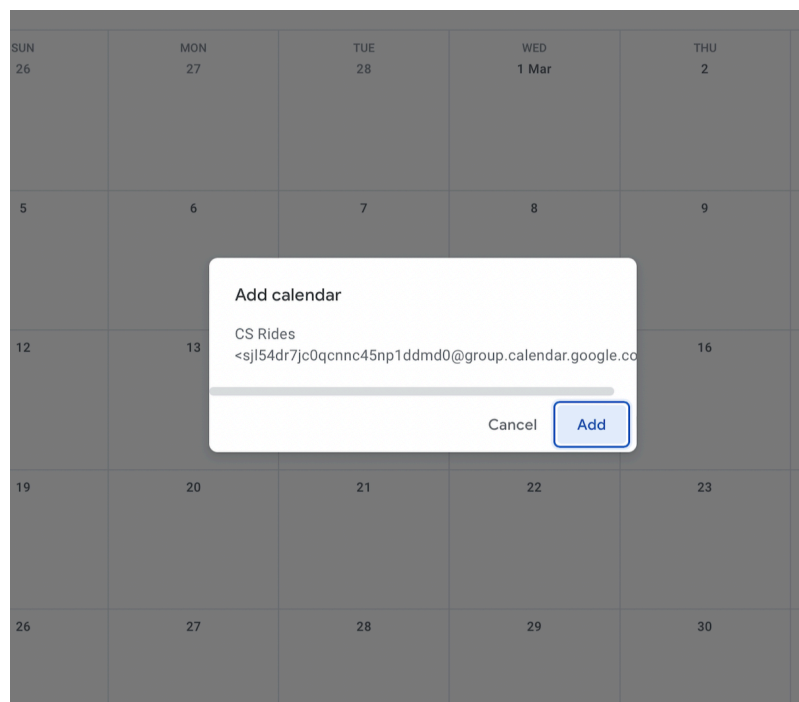 SUN MON TUE WED THU
26 27 28 1 Mar 2
5 6 7 8 9
Add calendar
CS Rides
12 13 16
<sjl54dr7jc0qcnnc45np1ddmd0@group.calendar.google.co
Cancel Add
19 20 21 22 23
26 27 28 29 30